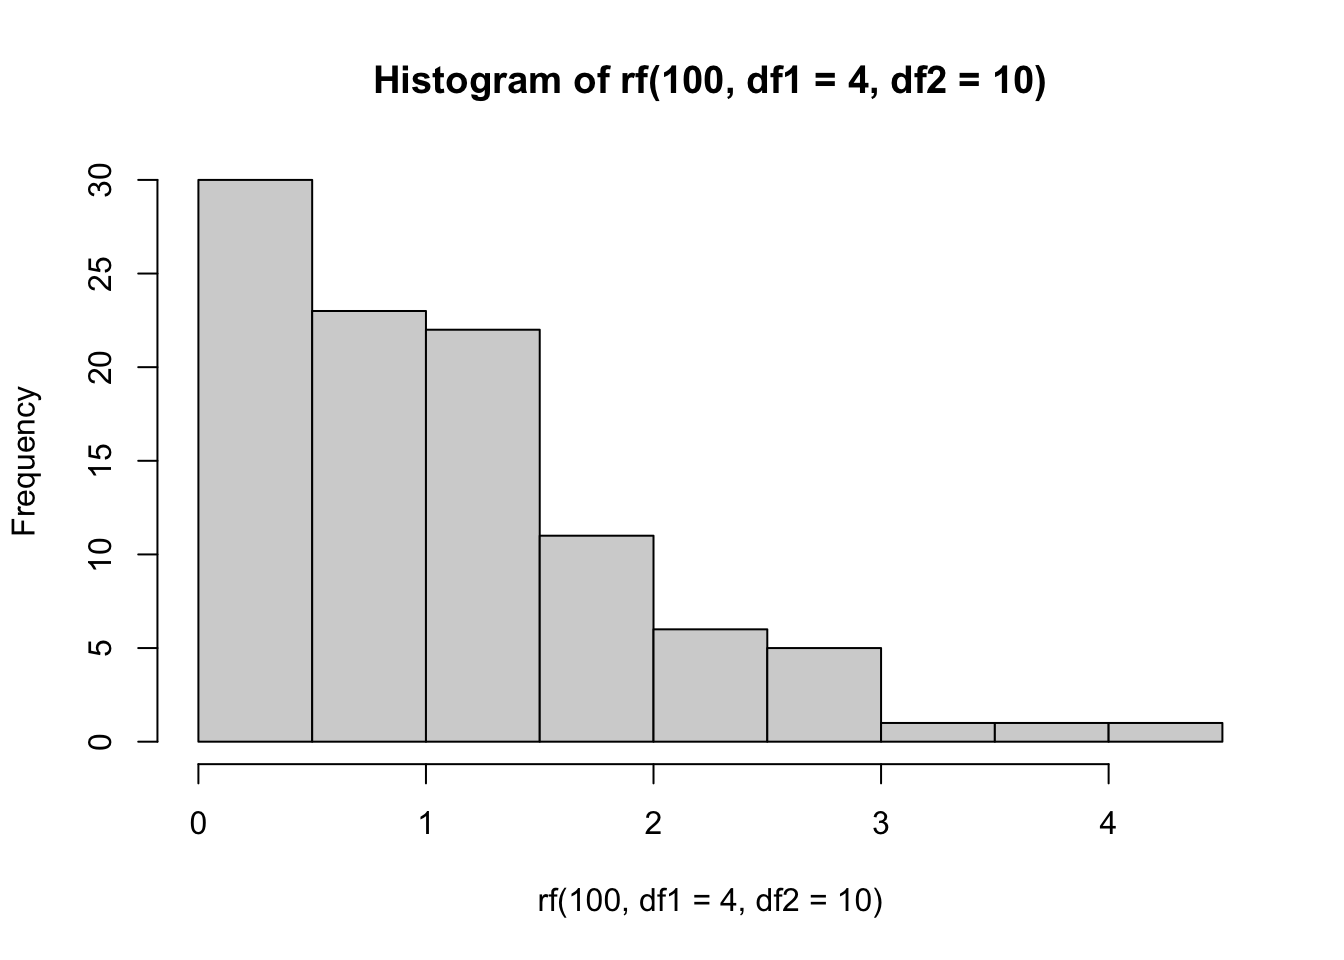 Histogram of rf(100, df1 = 4, df2 = 10)
Frequency
30
25
20
15
10
5
0
0 1 2 3 4
rf(100, df1 = 4, df2 = 10)